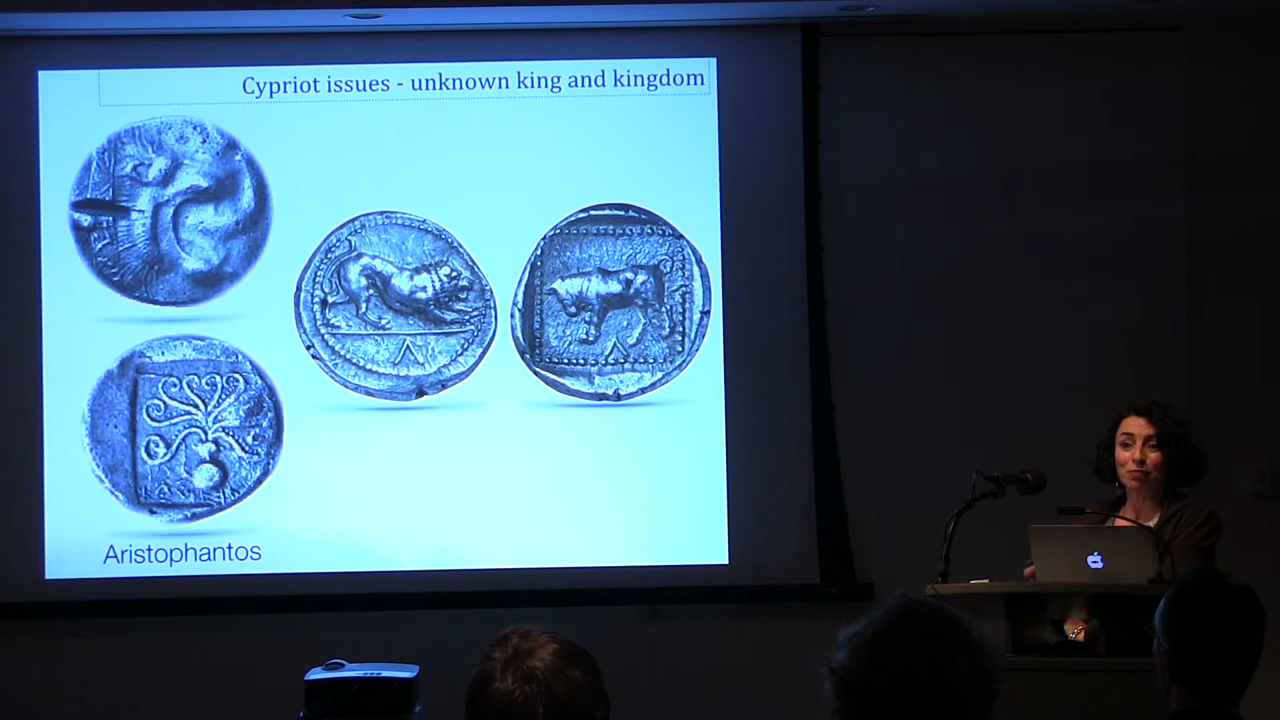 Cypriot issues - unknown king and kingdom
Λ
Λ
Aristophantos